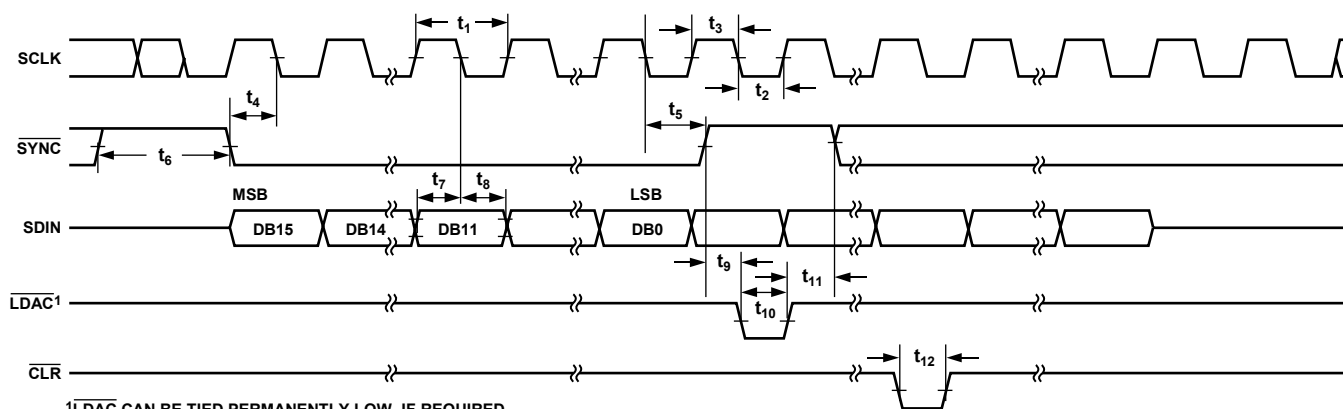 t1 t3
SCLK
t4 t2
t5
SYNC
t6
MSB t7 t8 LSB
SDIN DB15 DB14 DB11 DB0
t9 t11
LDAC1
t10
t12
CLR
1LDAC CAN BE TIED PERMANENTLY LOW, IF REQUIRED.